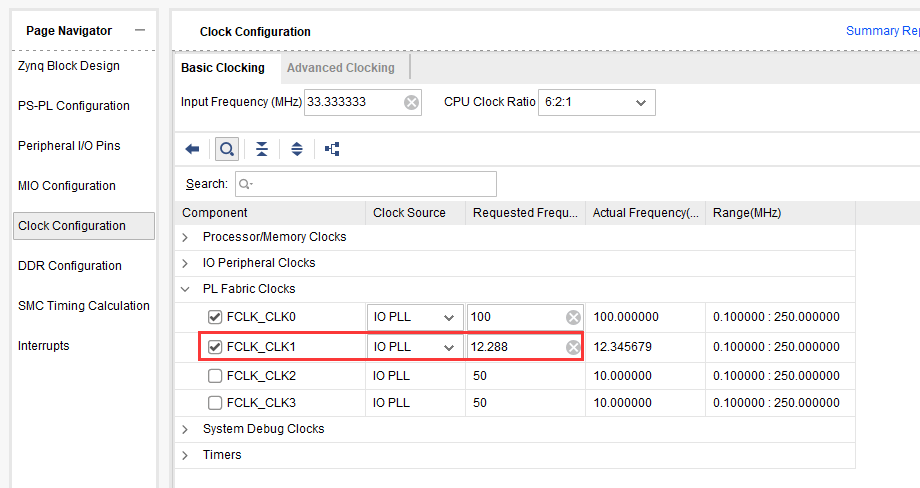 Page Navigator
Zynq Block Design
PS-PL Configuration
Peripheral I/O Pins
MIO Configuration
Clock Configuration
DDR Configuration
SMC Timing Calculation
Interrupts
Clock Configuration
Summary Rep
Basic Clocking Advanced Clocking
Input Frequency (MHz) 33.333333 CPU Clock Ratio 6:2:1
Search:
Component Clock Source Requested Frequ... Actual Frequency(... Range(MHz)
Processor/Memory Clocks
IO Peripheral Clocks
PL Fabric Clocks
FCLK_CLK0 IO PLL 100 100.000000 0.100000 : 250.000000
FCLK_CLK1 IO PLL 12.288 12.345679 0.100000 : 250.000000
FCLK_CLK2 IO PLL 50 10.000000 0.100000 : 250.000000
FCLK_CLK3 IO PLL 50 10.000000 0.100000 : 250.000000
System Debug Clocks
Timers